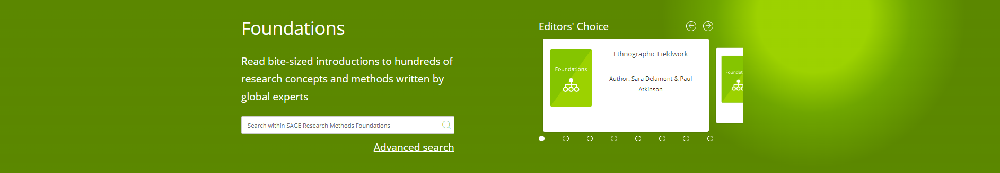 Foundations
Read bite-sized introductions to hundreds of
research concepts and methods written by
global experts
Search within SAGE Research Methods Foundations
Advanced search
Editors' Choice
Foundations
Ethnographic Fieldwork
Author: Sara Delamont & Paul
Atkinson
Foundat